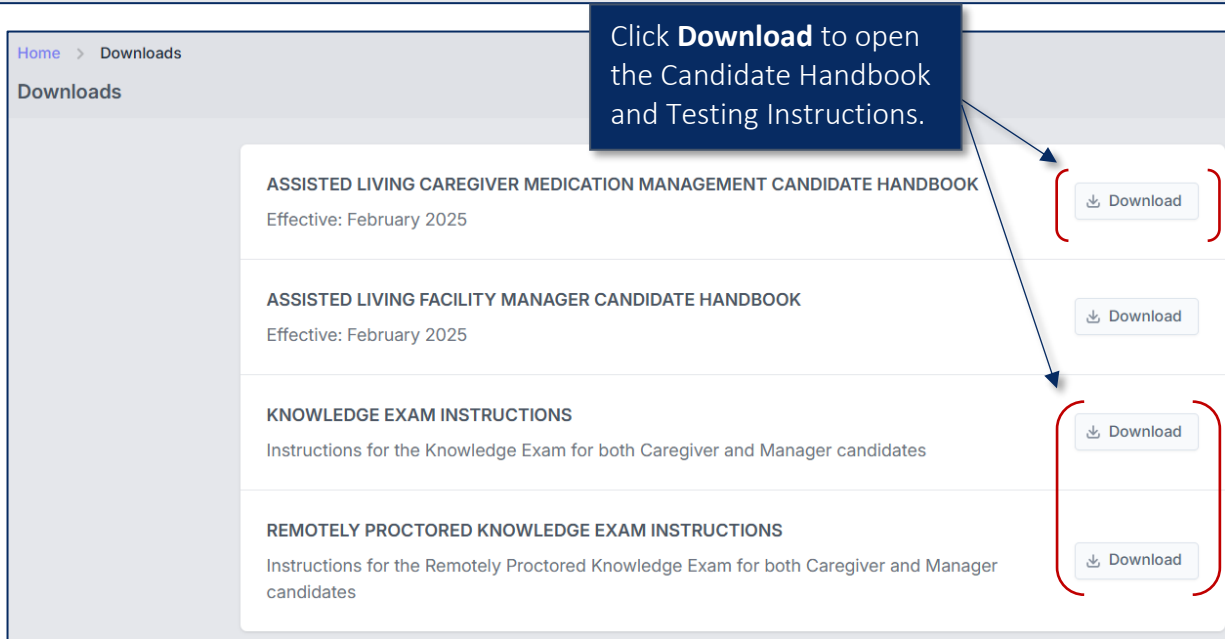 Home > Downloads
Downloads
Click Download to open
the Candidate Handbook
and Testing Instructions.
ASSISTED LIVING CAREGIVER MEDICATION MANAGEMENT CANDIDATE HANDBOOK
Effective: February 2025
Download
ASSISTED LIVING FACILITY MANAGER CANDIDATE HANDBOOK
Effective: February 2025
Download
KNOWLEDGE EXAM INSTRUCTIONS
Instructions for the Knowledge Exam for both Caregiver and Manager candidates
Download
REMOTELY PROCTORED KNOWLEDGE EXAM INSTRUCTIONS
Instructions for the Remotely Proctored Knowledge Exam for both Caregiver and Manager
candidates
Download